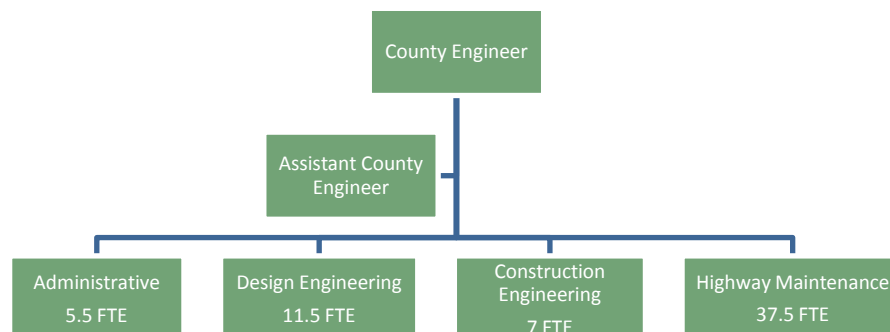 County Engineer
Assistant County
Engineer
Administrative
5.5 FTE
Design Engineering
11.5 FTE
Construction
Engineering
7 FTE
Highway Maintenance
37.5 FTE